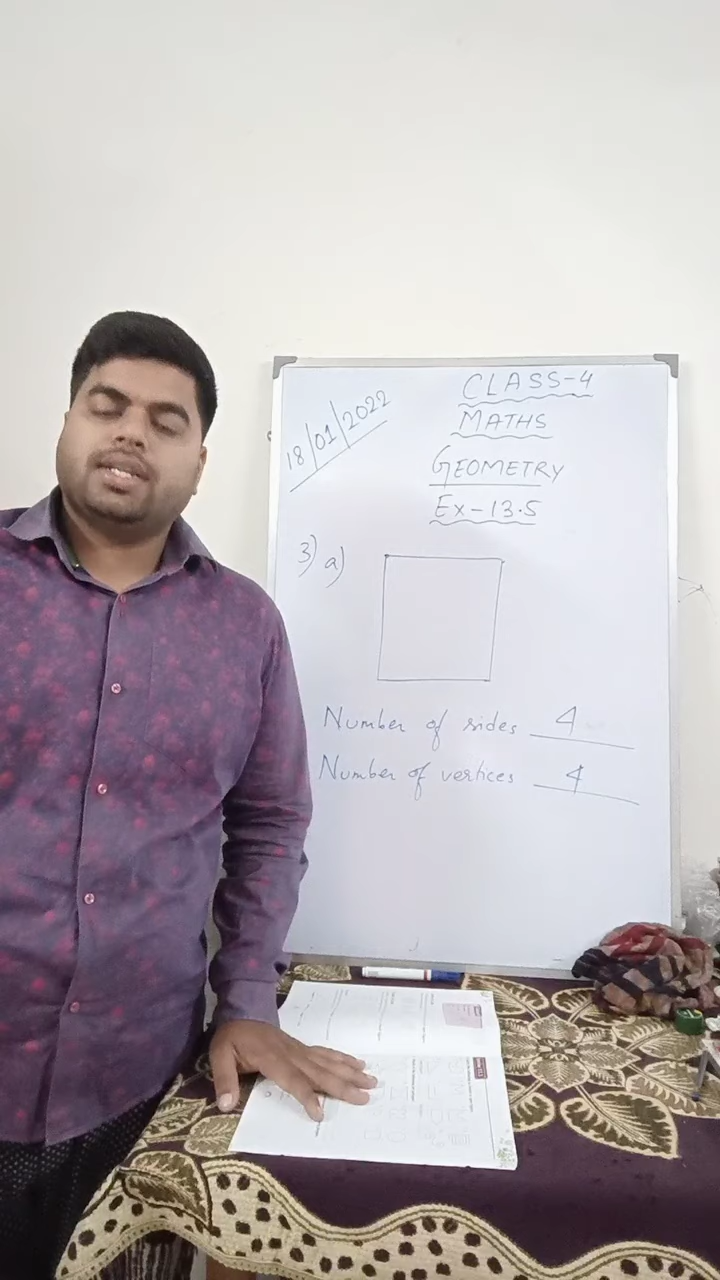 18/01/2022
CLASS-4
MATHS
GEOMETRY
Ex-13.5
3) a)
Number of sides 4
Number of vertices 4